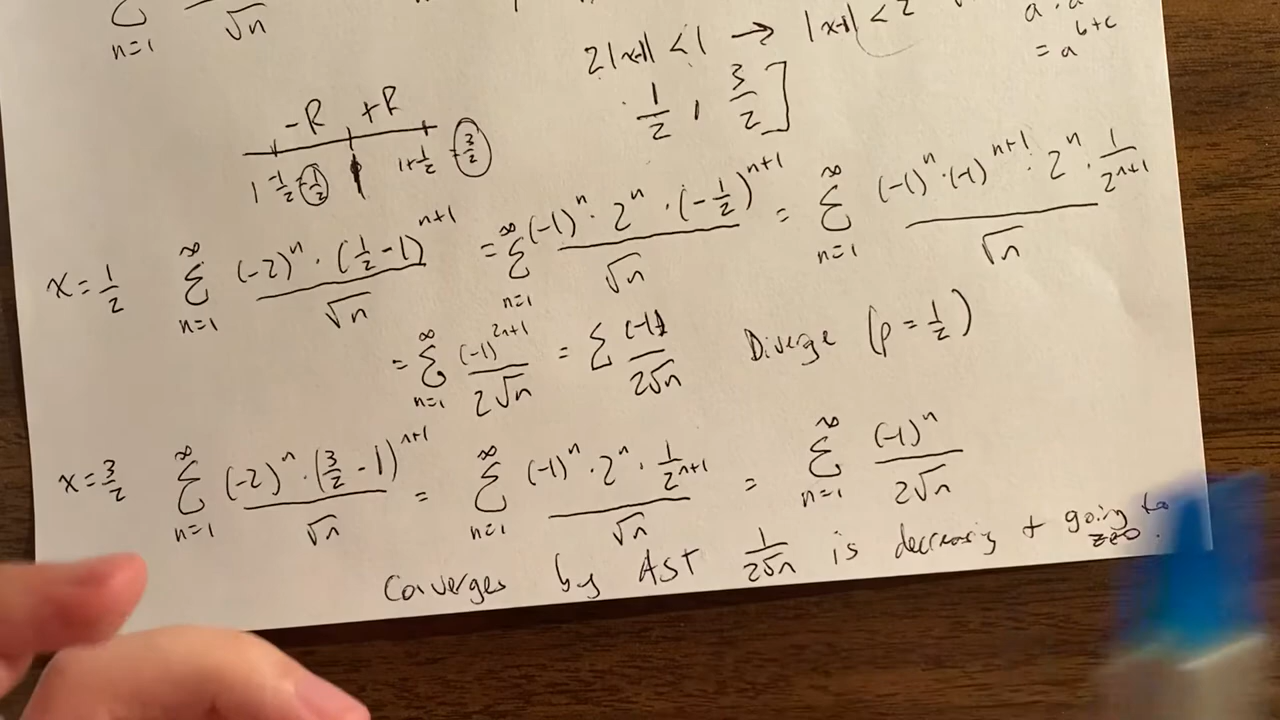 ∑_{n=1}^{∞} / √n
2|x-1| < 1 → |x-1| <
a · a
= a^{b+c}
-R +R
1 - 1/2 = 1/2   1 + 1/2 = 3/2
1/2 , 3/2 ]
x = 1/2   ∑_{n=1}^{∞} (-2)^n · (1/2 - 1)^{n+1} / √n = ∑_{n=1}^{∞} (-1)^n · 2^n · (-1/2)^{n+1} / √n = ∑_{n=1}^{∞} (-1)^n · (-1)^{n+1} · 2^n · 1/2^{n+1} / √n
= ∑_{n=1}^{∞} (-1)^{2n+1} / 2√n = ∑ (-1) / 2√n   Diverge (p = 1/2)
x = 3/2   ∑_{n=1}^{∞} (-2)^n · (3/2 - 1)^{n+1} / √n = ∑_{n=1}^{∞} (-1)^n · 2^n · 1/2^{n+1} / √n = ∑_{n=1}^{∞} (-1)^n / 2√n
Converges by AST 1/2√n is decreasing + going to zero.